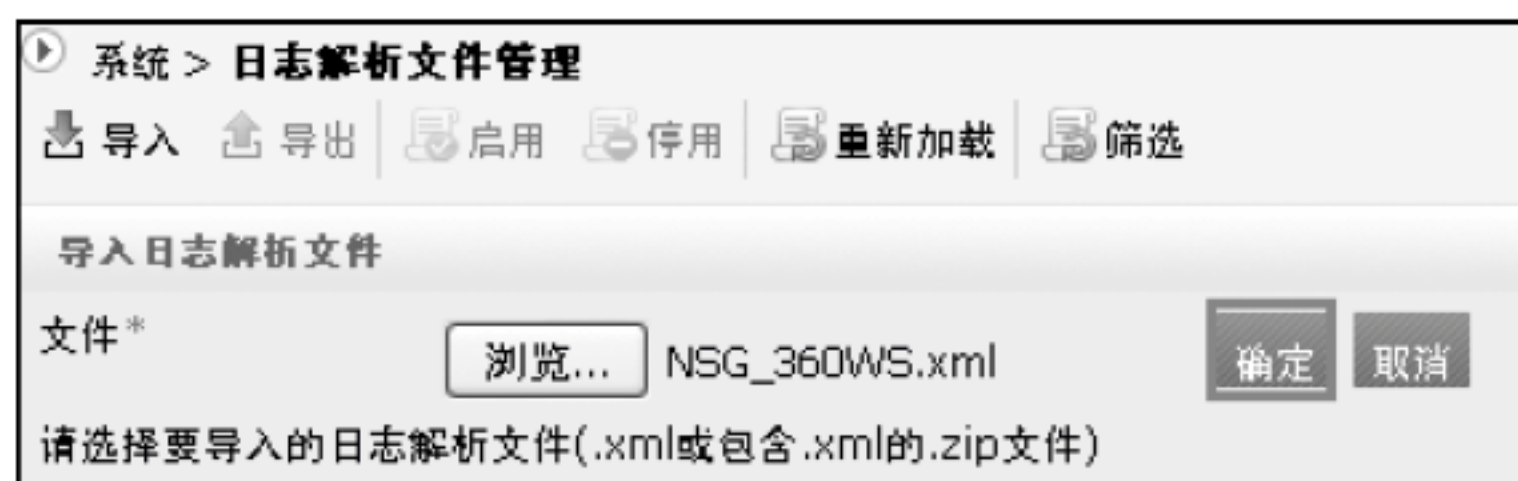 系统 > 日志解析文件管理
导入 导出 启用 停用 重新加载 筛选
导入日志解析文件
文件* 浏览... NSG_360WS.xml 确定 取消
请选择要导入的日志解析文件(.xml或包含.xml的.zip文件)